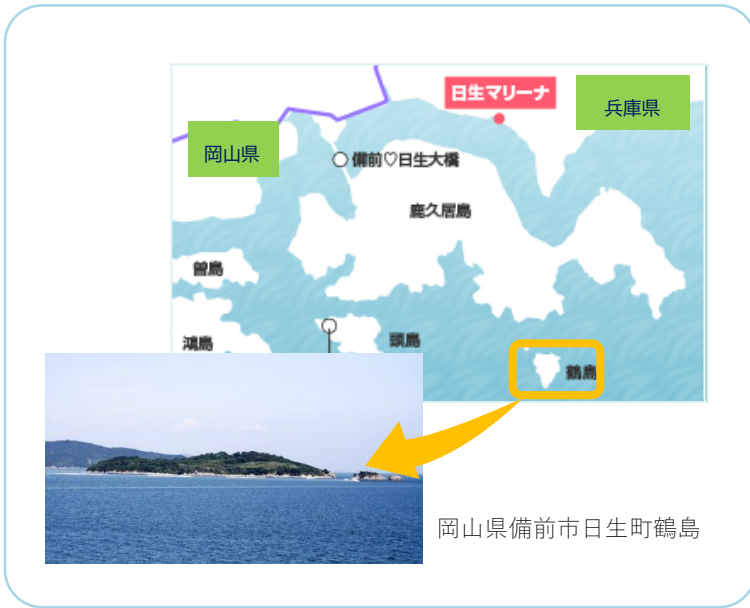 日生マリーナ
兵庫県
岡山県
備前♡日生大橋
鹿久居島
曽島
鴻島
頭島
鶴島
岡山県備前市日生町鶴島